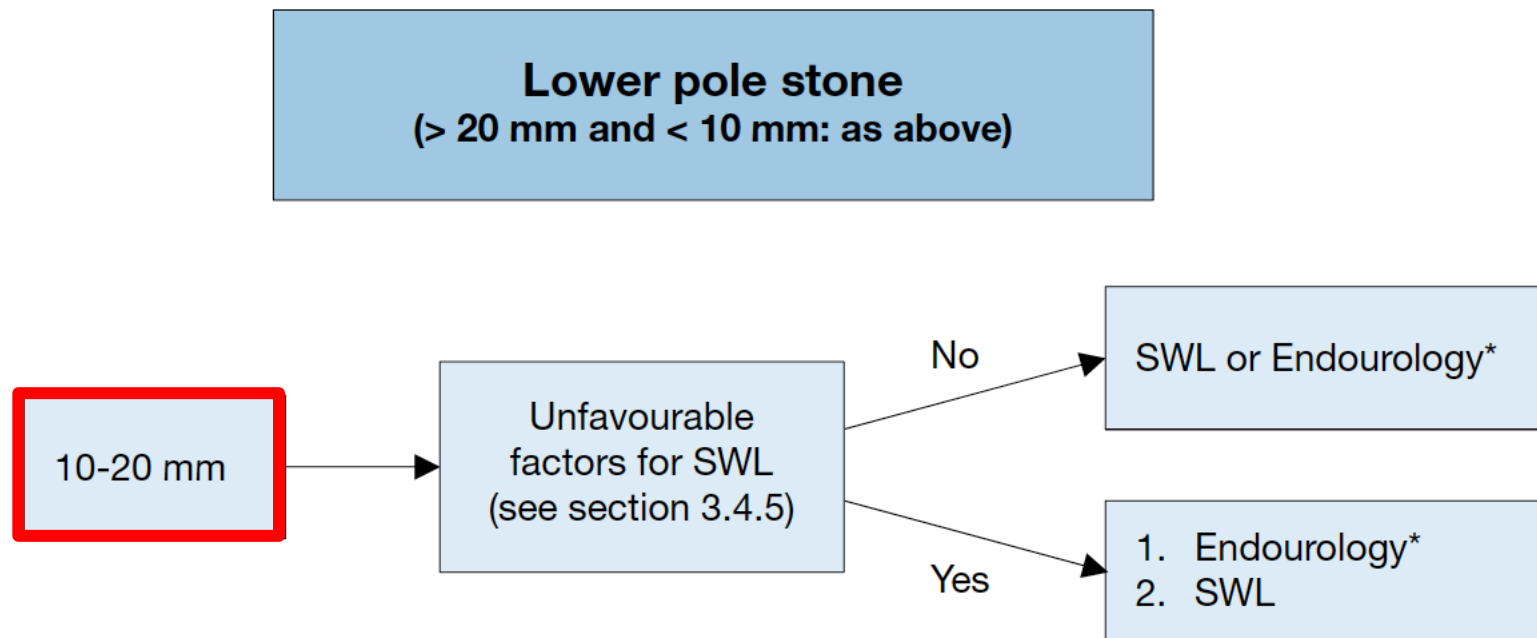 Lower pole stone
(> 20 mm and < 10 mm: as above)
10-20 mm
Unfavourable
factors for SWL
(see section 3.4.5)
No
SWL or Endourology*
Yes
1. Endourology*
2. SWL